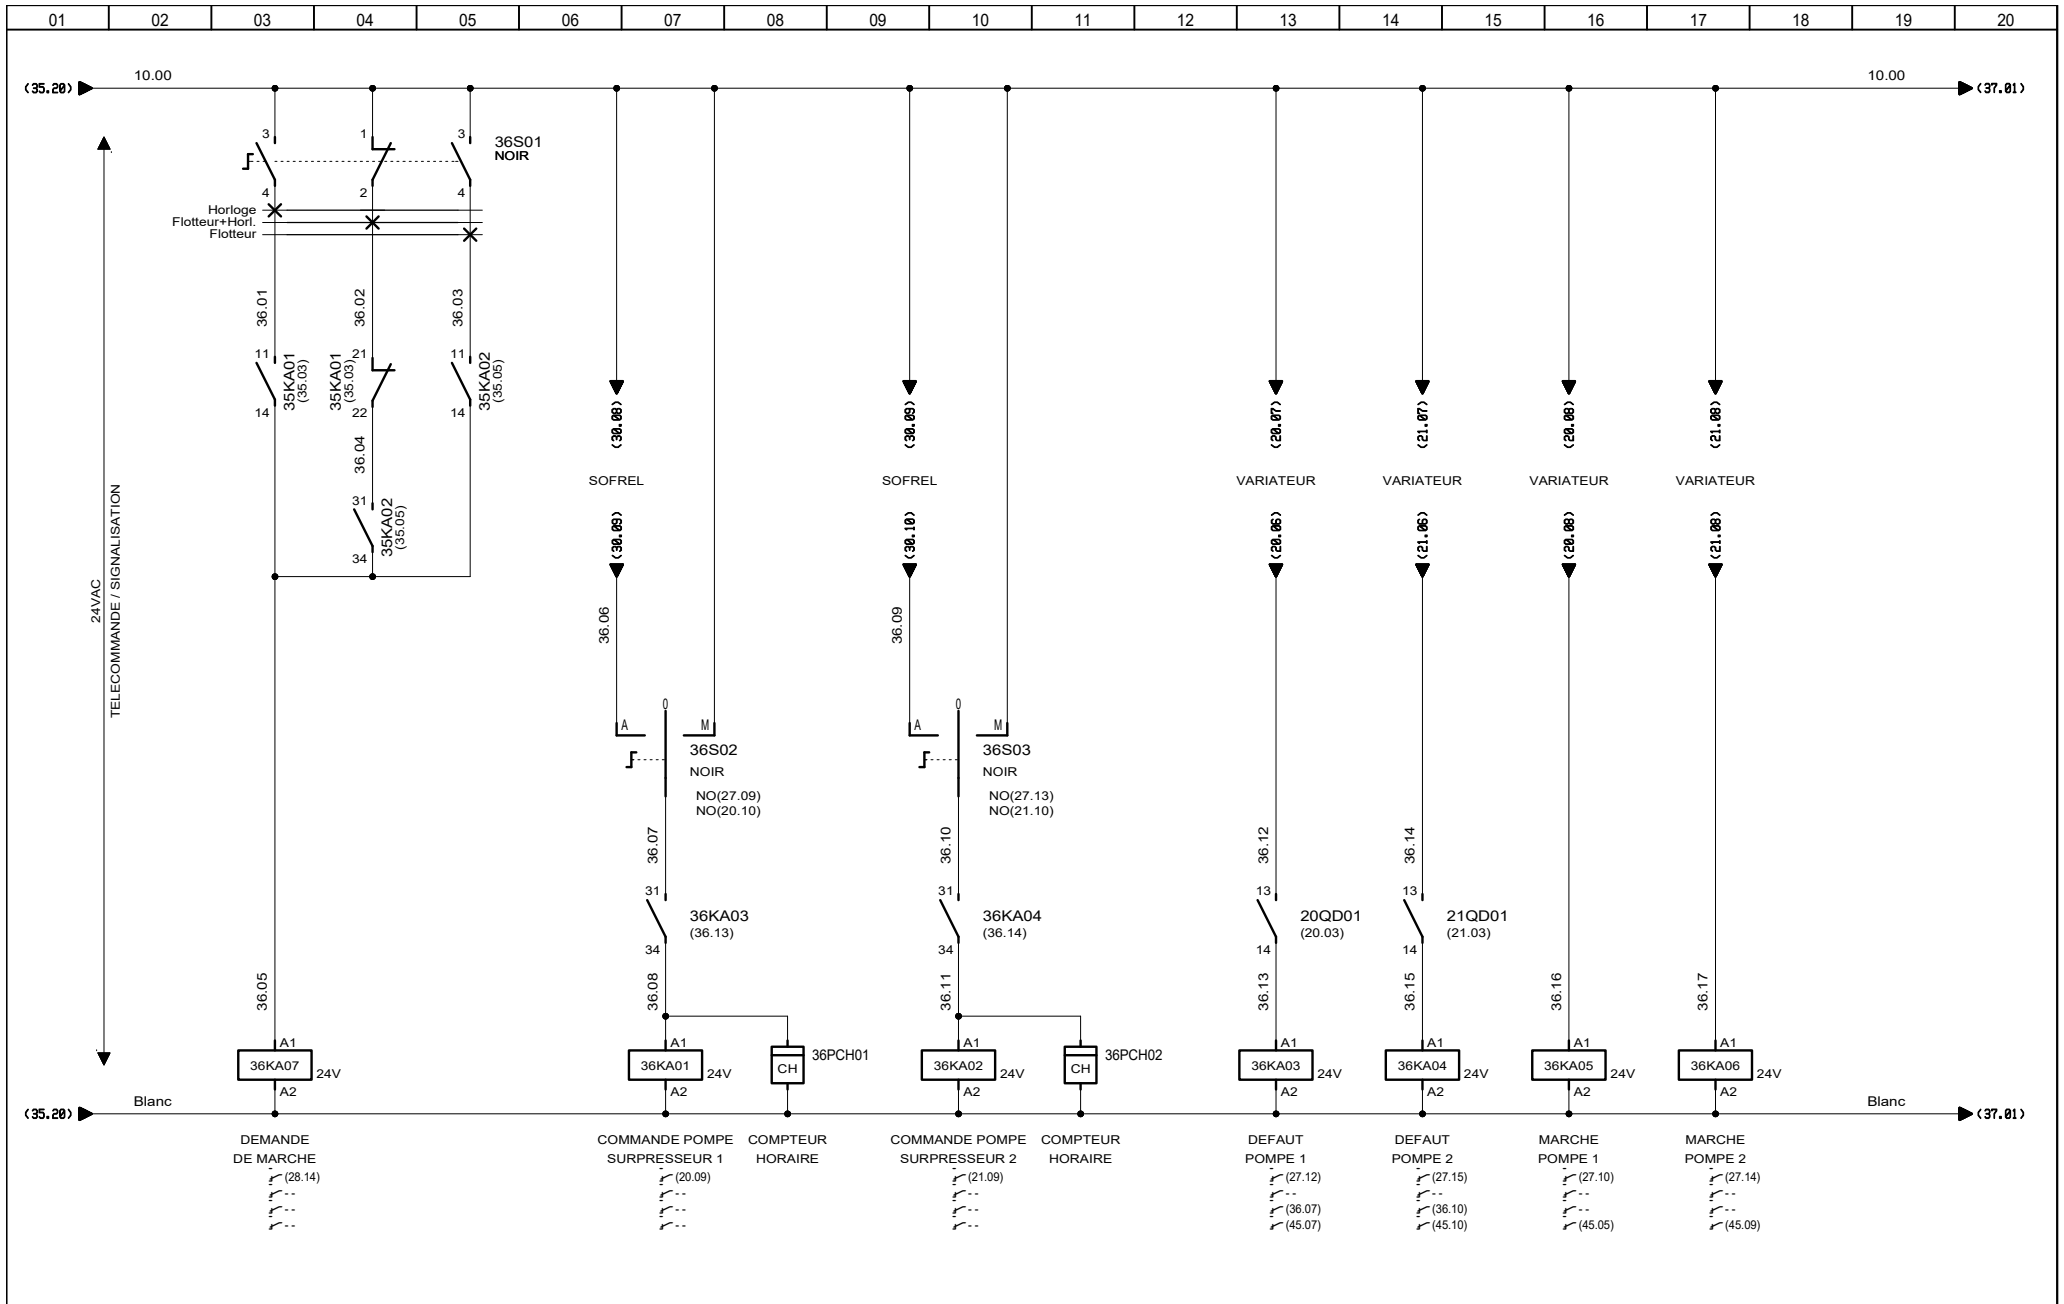 01 02 03 04 05 06 07 08 09 10 11 12 13 14 15 16 17 18 19 20
(35.20) 10.00 10.00 (37.01)
24VAC
TELECOMMANDE / SIGNALISATION
3 1 3 36S01
NOIR
4 2 4
Horloge
Flotteur+Horl.
Flotteur
36.01 36.02 36.03
11 21 11
35KA01 (35.03) 35KA01 (35.03) 35KA02 (35.05)
14 22 14
36.04
31
35KA02 (35.05)
34
(30.08) (30.09) (20.07) (21.07) (20.08) (21.08)
SOFREL SOFREL VARIATEUR VARIATEUR VARIATEUR VARIATEUR
(30.09) (30.10) (20.06) (21.06) (20.08) (21.08)
36.06 36.09
0 0
A M A M
36S02 36S03
NOIR NOIR
NO(27.09) NO(27.13)
NO(20.10) NO(21.10)
36.07 36.10 36.12 36.14
31 31 13 13
36KA03 36KA04 20QD01 21QD01
(36.13) (36.14) (20.03) (21.03)
34 34 14 14
36.05 36.08 36.11 36.13 36.15 36.16 36.17
A1 A1 A1 A1 A1 A1 A1
36PCH01 36PCH02
36KA07 24V 36KA01 24V CH 36KA02 24V CH 36KA03 24V 36KA04 24V 36KA05 24V 36KA06 24V
A2 A2 A2 A2 A2 A2 A2
(35.20) Blanc Blanc (37.01)
DEMANDE COMMANDE POMPE COMPTEUR COMMANDE POMPE COMPTEUR DEFAUT DEFAUT MARCHE MARCHE
DE MARCHE SURPRESSEUR 1 HORAIRE SURPRESSEUR 2 HORAIRE POMPE 1 POMPE 2 POMPE 1 POMPE 2
(28.14) (20.09) (21.09) (27.12) (27.15) (27.10) (27.14)
-- -- -- -- -- -- --
-- -- -- (36.07) (36.10) -- --
-- -- -- (45.07) (45.10) (45.05) (45.09)